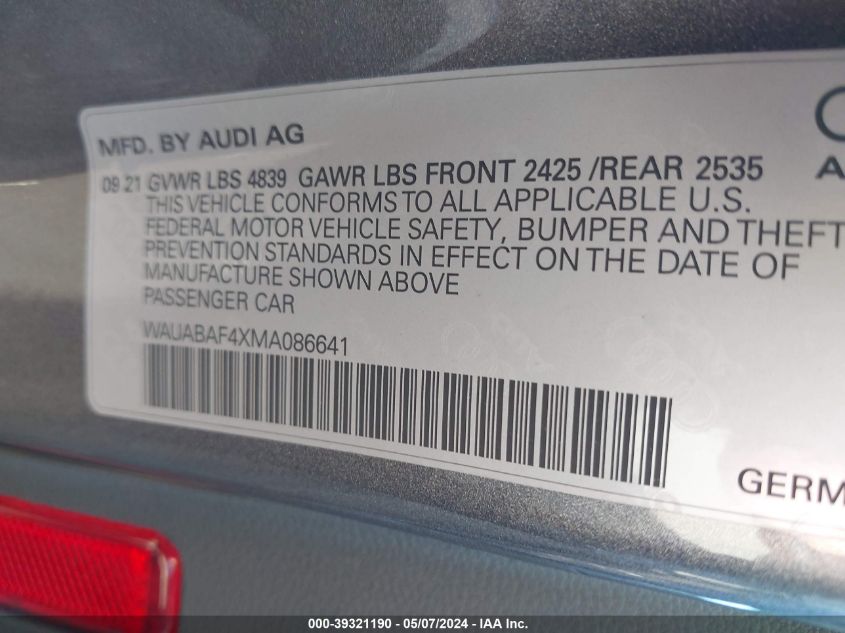 MFD. BY AUDI AG
09 21 GVWR LBS 4839 GAWR LBS FRONT 2425 /REAR 2535
THIS VEHICLE CONFORMS TO ALL APPLICABLE U.S.
FEDERAL MOTOR VEHICLE SAFETY, BUMPER AND THEFT
PREVENTION STANDARDS IN EFFECT ON THE DATE OF
MANUFACTURE SHOWN ABOVE
PASSENGER CAR
WAUABAF4XMA086641
GERM
000-39321190 - 05/07/2024 - IAA Inc.